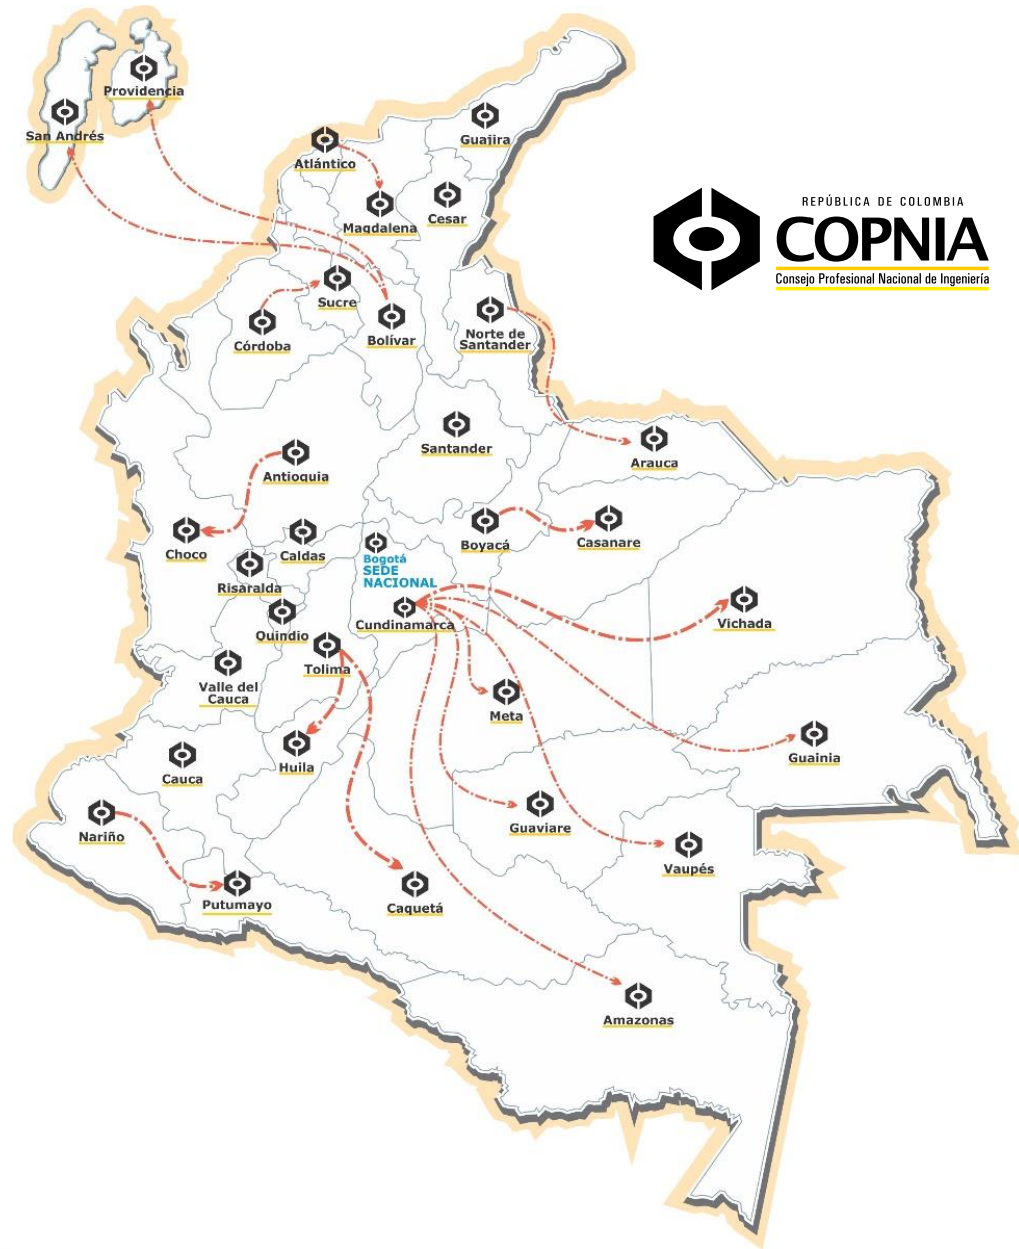 Providencia
San Andrés
Guajira
Atlántico
Cesar
Magdalena
REPÚBLICA DE COLOMBIA
COPNIA
Consejo Profesional Nacional de Ingeniería
Sucre
Bolívar
Córdoba
Norte de
Santander
Santander
Arauca
Antioquia
Choco
Caldas
Boyacá
Casanare
Bogotá
SEDE
NACIONAL
Risaralda
Cundinamarca
Vichada
Quindio
Tolima
Valle del
Cauca
Meta
Guainia
Huila
Cauca
Guaviare
Nariño
Vaupés
Putumayo
Caquetá
Amazonas